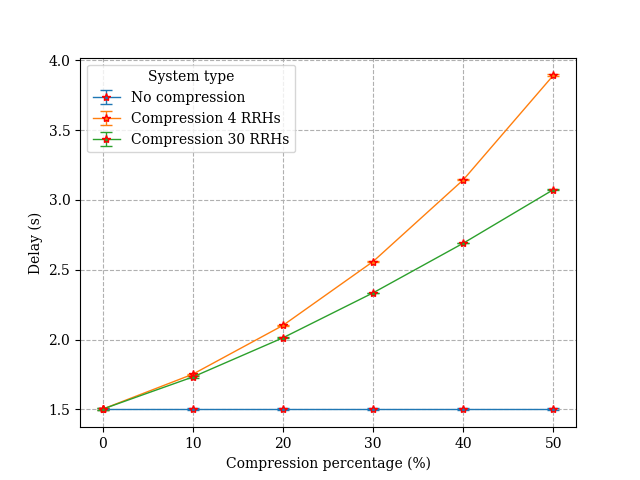 4.0
3.5
3.0
2.5
2.0
1.5
Delay (s)
System type
No compression
Compression 4 RRHs
Compression 30 RRHs
0 10 20 30 40 50
Compression percentage (%)